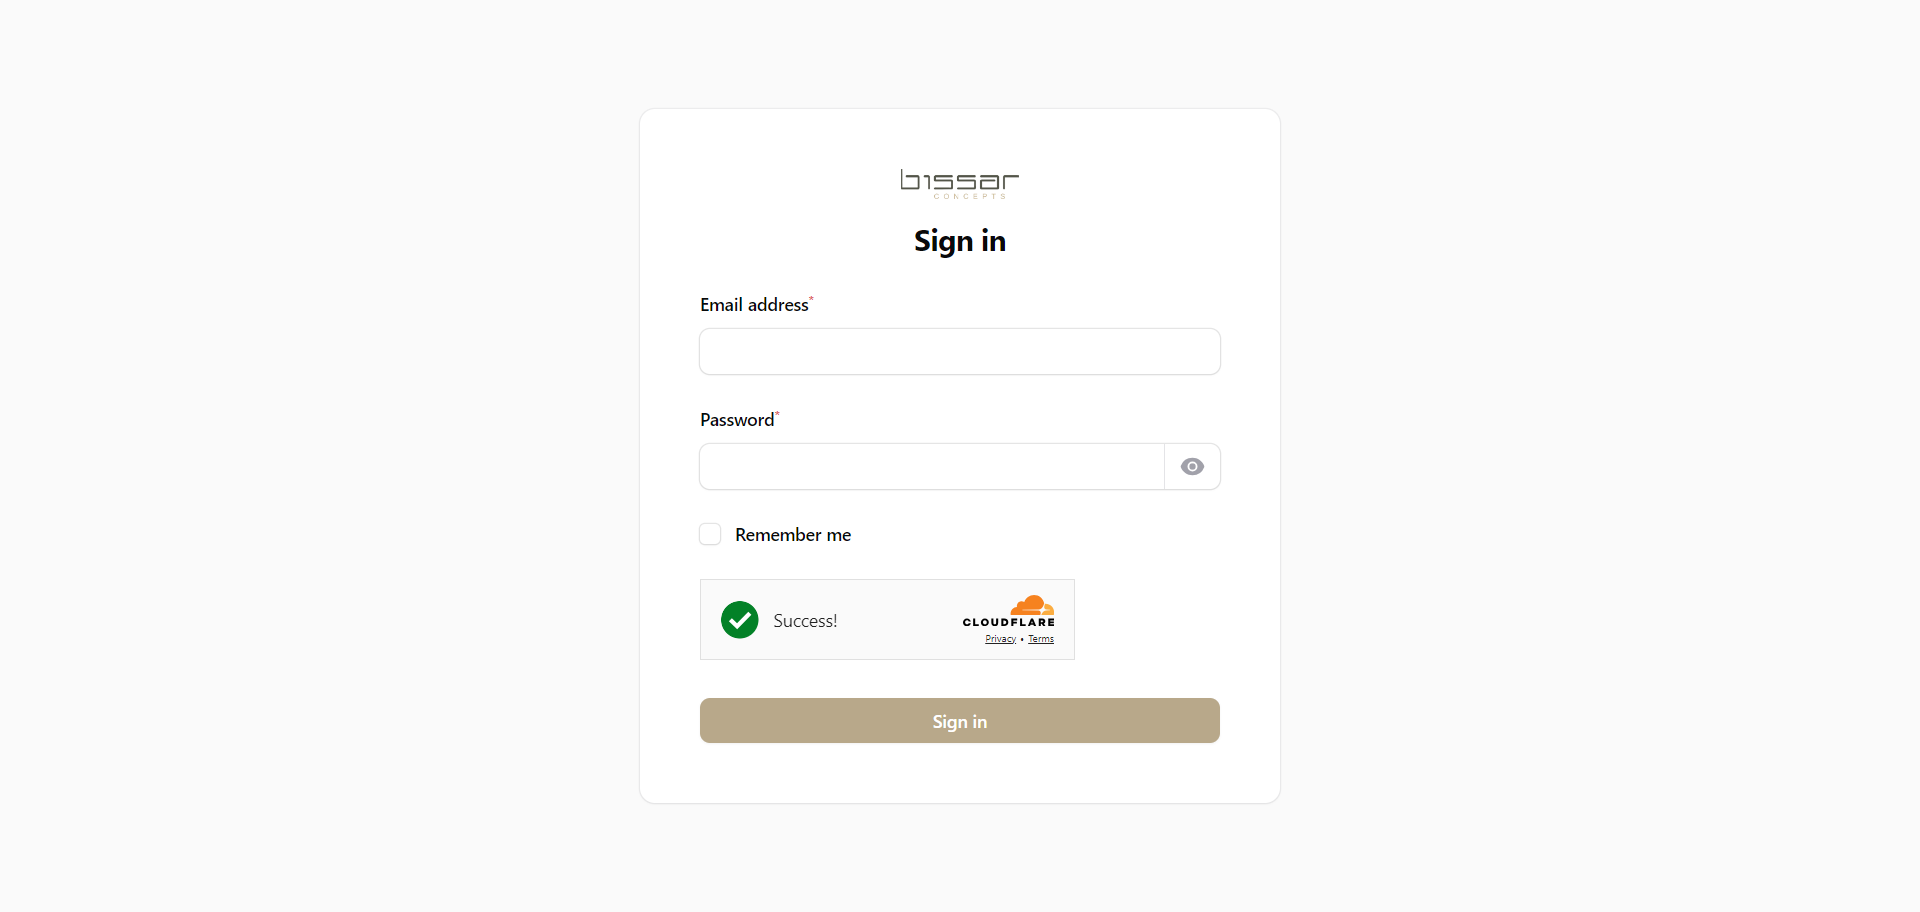 bissar
CONCEPTS
Sign in
Email address*
Password*
Remember me
Success!
CLOUDFLARE
Privacy • Terms
Sign in